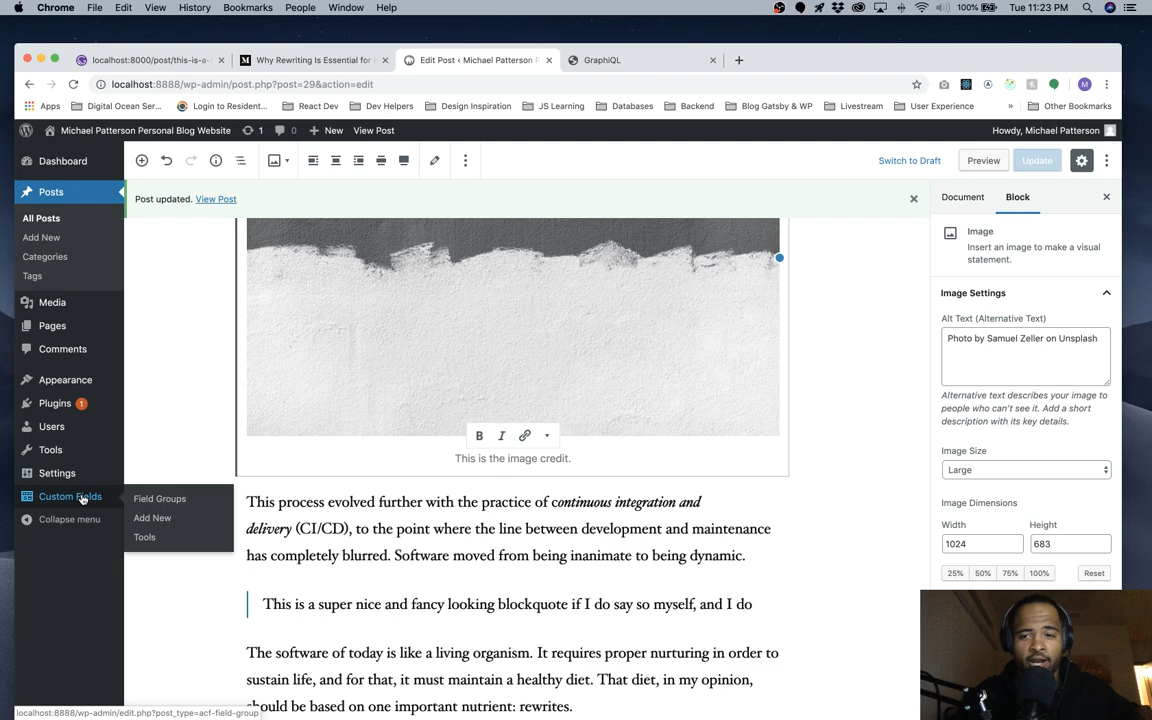 Chrome File Edit View History Bookmarks People Window Help 100% Tue 11:23 PM
localhost:8000/post/this-is-a- Why Rewriting Is Essential for Edit Post ‹ Michael Patterson P GraphiQL
localhost:8888/wp-admin/post.php?post=29&action=edit
Apps Digital Ocean Ser... Login to Resident... React Dev Dev Helpers Design Inspiration JS Learning Databases Backend Blog Gatsby & WP Livestream User Experience » Other Bookmarks
Michael Patterson Personal Blog Website 1 0 New View Post Howdy, Michael Patterson
Dashboard
Posts
All Posts
Add New
Categories
Tags
Media
Pages
Comments
Appearance
Plugins 1
Users
Tools
Settings
Custom Fields
Collapse menu
Field Groups
Add New
Tools
Switch to Draft Preview Update
Post updated. View Post
B I
This is the image credit.
This process evolved further with the practice of continuous integration and
delivery (CI/CD), to the point where the line between development and maintenance
has completely blurred. Software moved from being inanimate to being dynamic.
This is a super nice and fancy looking blockquote if I do say so myself, and I do
The software of today is like a living organism. It requires proper nurturing in order to
sustain life, and for that, it must maintain a healthy diet. That diet, in my opinion,
should be based on one important nutrient: rewrites.
Document Block
Image
Insert an image to make a visual
statement.
Image Settings
Alt Text (Alternative Text)
Photo by Samuel Zeller on Unsplash
Alternative text describes your image to
people who can't see it. Add a short
description with its key details.
Image Size
Large
Image Dimensions
Width Height
1024 683
25% 50% 75% 100% Reset
localhost:8888/wp-admin/edit.php?post_type=acf-field-group